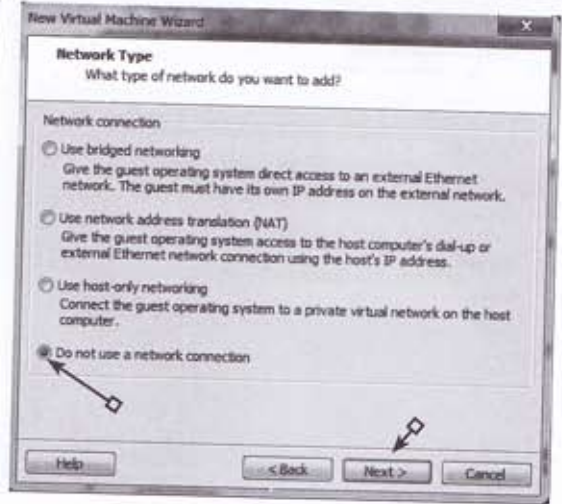 New Virtual Machine Wizard
Network Type
What type of network do you want to add?
Network connection
Use bridged networking
Give the guest operating system direct access to an external Ethernet
network. The guest must have its own IP address on the external network.
Use network address translation (NAT)
Give the guest operating system access to the host computer's dial-up or
external Ethernet network connection using the host's IP address.
Use host-only networking
Connect the guest operating system to a private virtual network on the host
computer.
Do not use a network connection
Help
< Back
Next >
Cancel